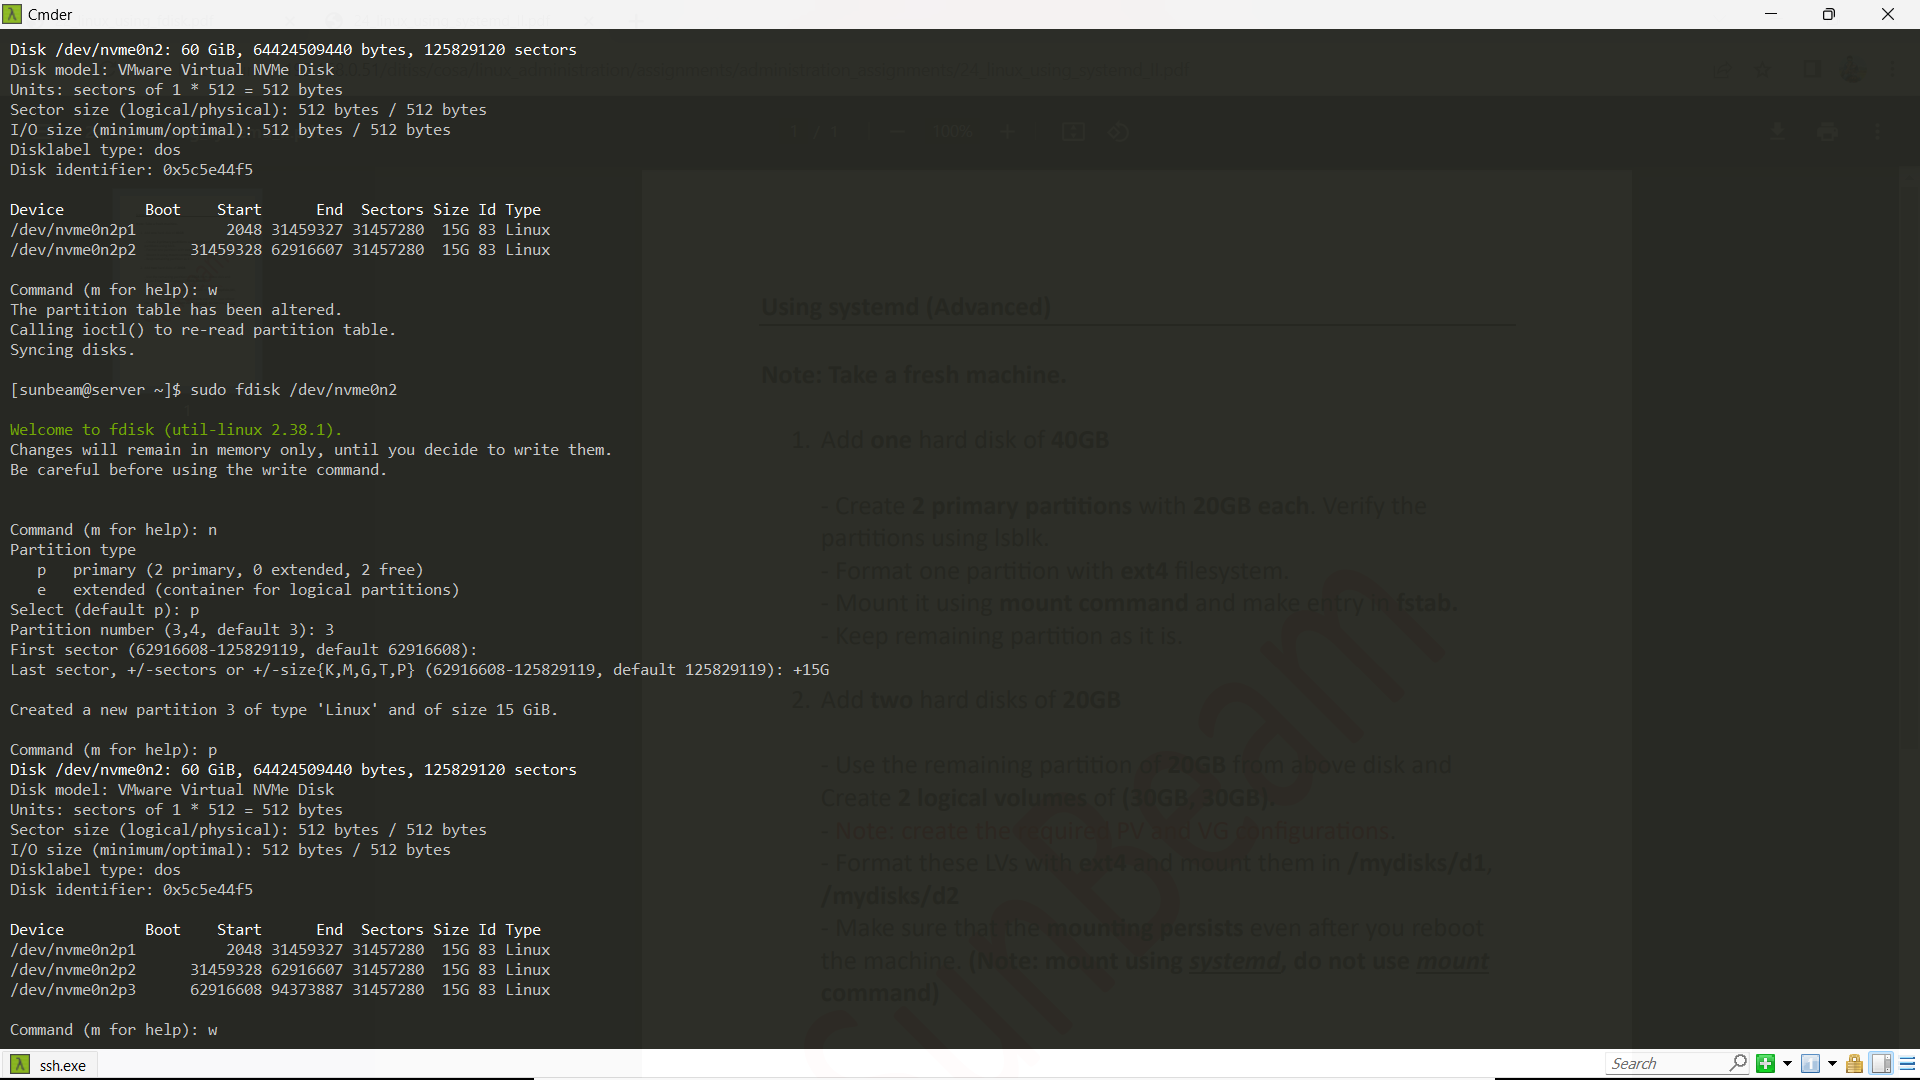 Cmder
Disk /dev/nvme0n2: 60 GiB, 64424509440 bytes, 125829120 sectors
Disk model: VMware Virtual NVMe Disk
Units: sectors of 1 * 512 = 512 bytes
Sector size (logical/physical): 512 bytes / 512 bytes
I/O size (minimum/optimal): 512 bytes / 512 bytes
Disklabel type: dos
Disk identifier: 0x5c5e44f5
Device         Boot    Start      End  Sectors Size Id Type
/dev/nvme0n2p1          2048 31459327 31457280  15G 83 Linux
/dev/nvme0n2p2      31459328 62916607 31457280  15G 83 Linux
Command (m for help): w
The partition table has been altered.
Calling ioctl() to re-read partition table.
Syncing disks.
[sunbeam@server ~]$ sudo fdisk /dev/nvme0n2
Welcome to fdisk (util-linux 2.38.1).
Changes will remain in memory only, until you decide to write them.
Be careful before using the write command.
Command (m for help): n
Partition type
   p   primary (2 primary, 0 extended, 2 free)
   e   extended (container for logical partitions)
Select (default p): p
Partition number (3,4, default 3): 3
First sector (62916608-125829119, default 62916608):
Last sector, +/-sectors or +/-size{K,M,G,T,P} (62916608-125829119, default 125829119): +15G
Created a new partition 3 of type 'Linux' and of size 15 GiB.
Command (m for help): p
Disk /dev/nvme0n2: 60 GiB, 64424509440 bytes, 125829120 sectors
Disk model: VMware Virtual NVMe Disk
Units: sectors of 1 * 512 = 512 bytes
Sector size (logical/physical): 512 bytes / 512 bytes
I/O size (minimum/optimal): 512 bytes / 512 bytes
Disklabel type: dos
Disk identifier: 0x5c5e44f5
Device         Boot    Start      End  Sectors Size Id Type
/dev/nvme0n2p1          2048 31459327 31457280  15G 83 Linux
/dev/nvme0n2p2      31459328 62916607 31457280  15G 83 Linux
/dev/nvme0n2p3      62916608 94373887 31457280  15G 83 Linux
Command (m for help): w
100%
Using systemd (Advanced)
Note: Take a fresh machine.
1. Add one hard disk of 40GB
- Create 2 primary partitions with 20GB each. Verify the
partitions using lsblk.
- Format one partition with ext4 filesystem.
- Mount it using mount command and make entry in fstab.
- Keep remaining partition as it is.
2. Add two hard disks of 20GB
- Use the remaining partition of 20GB from above disk and
Create 2 logical volumes of (30GB, 30GB).
- Note: create the required PV and VG configurations.
- Format these LVs with ext4 and mount them in /mydisks/d1,
/mydisks/d2
- Make sure that the mounting persists even after you reboot
the machine. (Note: mount using systemd, do not use mount
command)
SunBeam
ssh.exe
Search